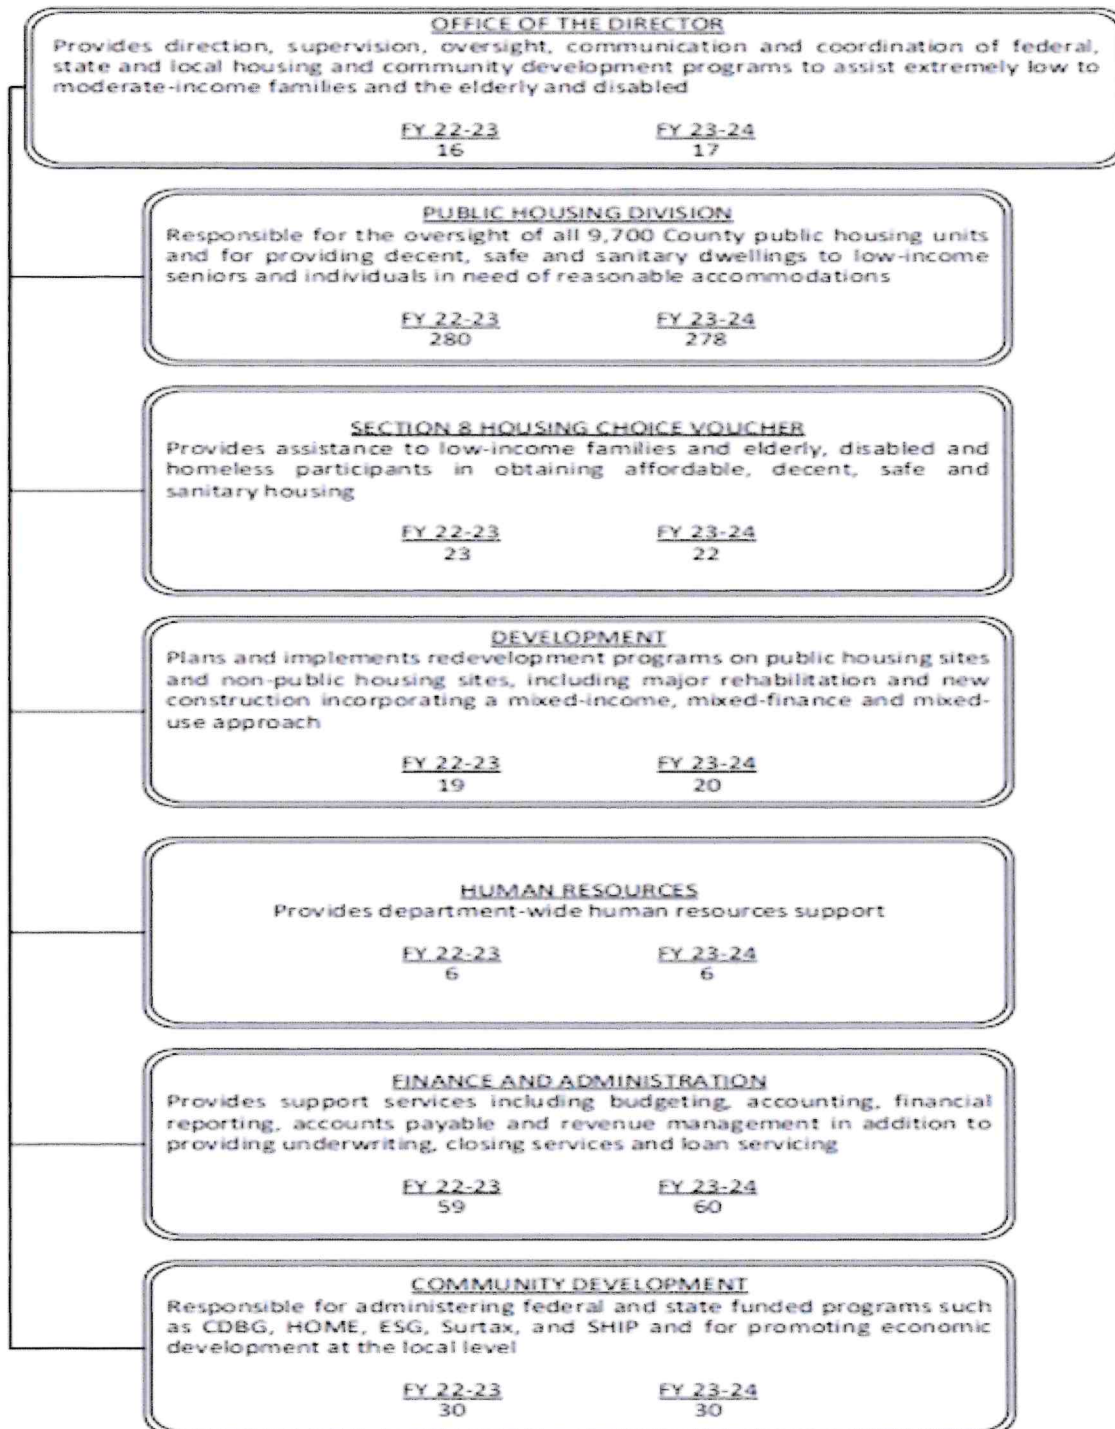 OFFICE OF THE DIRECTOR
Provides direction, supervision, oversight, communication and coordination of federal,
state and local housing and community development programs to assist extremely low to
moderate-income families and the elderly and disabled
FY 22-23 FY 23-24
16 17
PUBLIC HOUSING DIVISION
Responsible for the oversight of all 9,700 County public housing units
and for providing decent, safe and sanitary dwellings to low-income
seniors and individuals in need of reasonable accommodations
FY 22-23 FY 23-24
280 278
SECTION 8 HOUSING CHOICE VOUCHER
Provides assistance to low-income families and elderly, disabled and
homeless participants in obtaining affordable, decent, safe and
sanitary housing
FY 22-23 FY 23-24
23 22
DEVELOPMENT
Plans and implements redevelopment programs on public housing sites
and non-public housing sites, including major rehabilitation and new
construction incorporating a mixed-income, mixed-finance and mixed-
use approach
FY 22-23 FY 23-24
19 20
HUMAN RESOURCES
Provides department-wide human resources support
FY 22-23 FY 23-24
6 6
FINANCE AND ADMINISTRATION
Provides support services including budgeting, accounting, financial
reporting, accounts payable and revenue management in addition to
providing underwriting, closing services and loan servicing
FY 22-23 FY 23-24
59 60
COMMUNITY DEVELOPMENT
Responsible for administering federal and state funded programs such
as CDBG, HOME, ESG, Surtax, and SHIP and for promoting economic
development at the local level
FY 22-23 FY 23-24
30 30